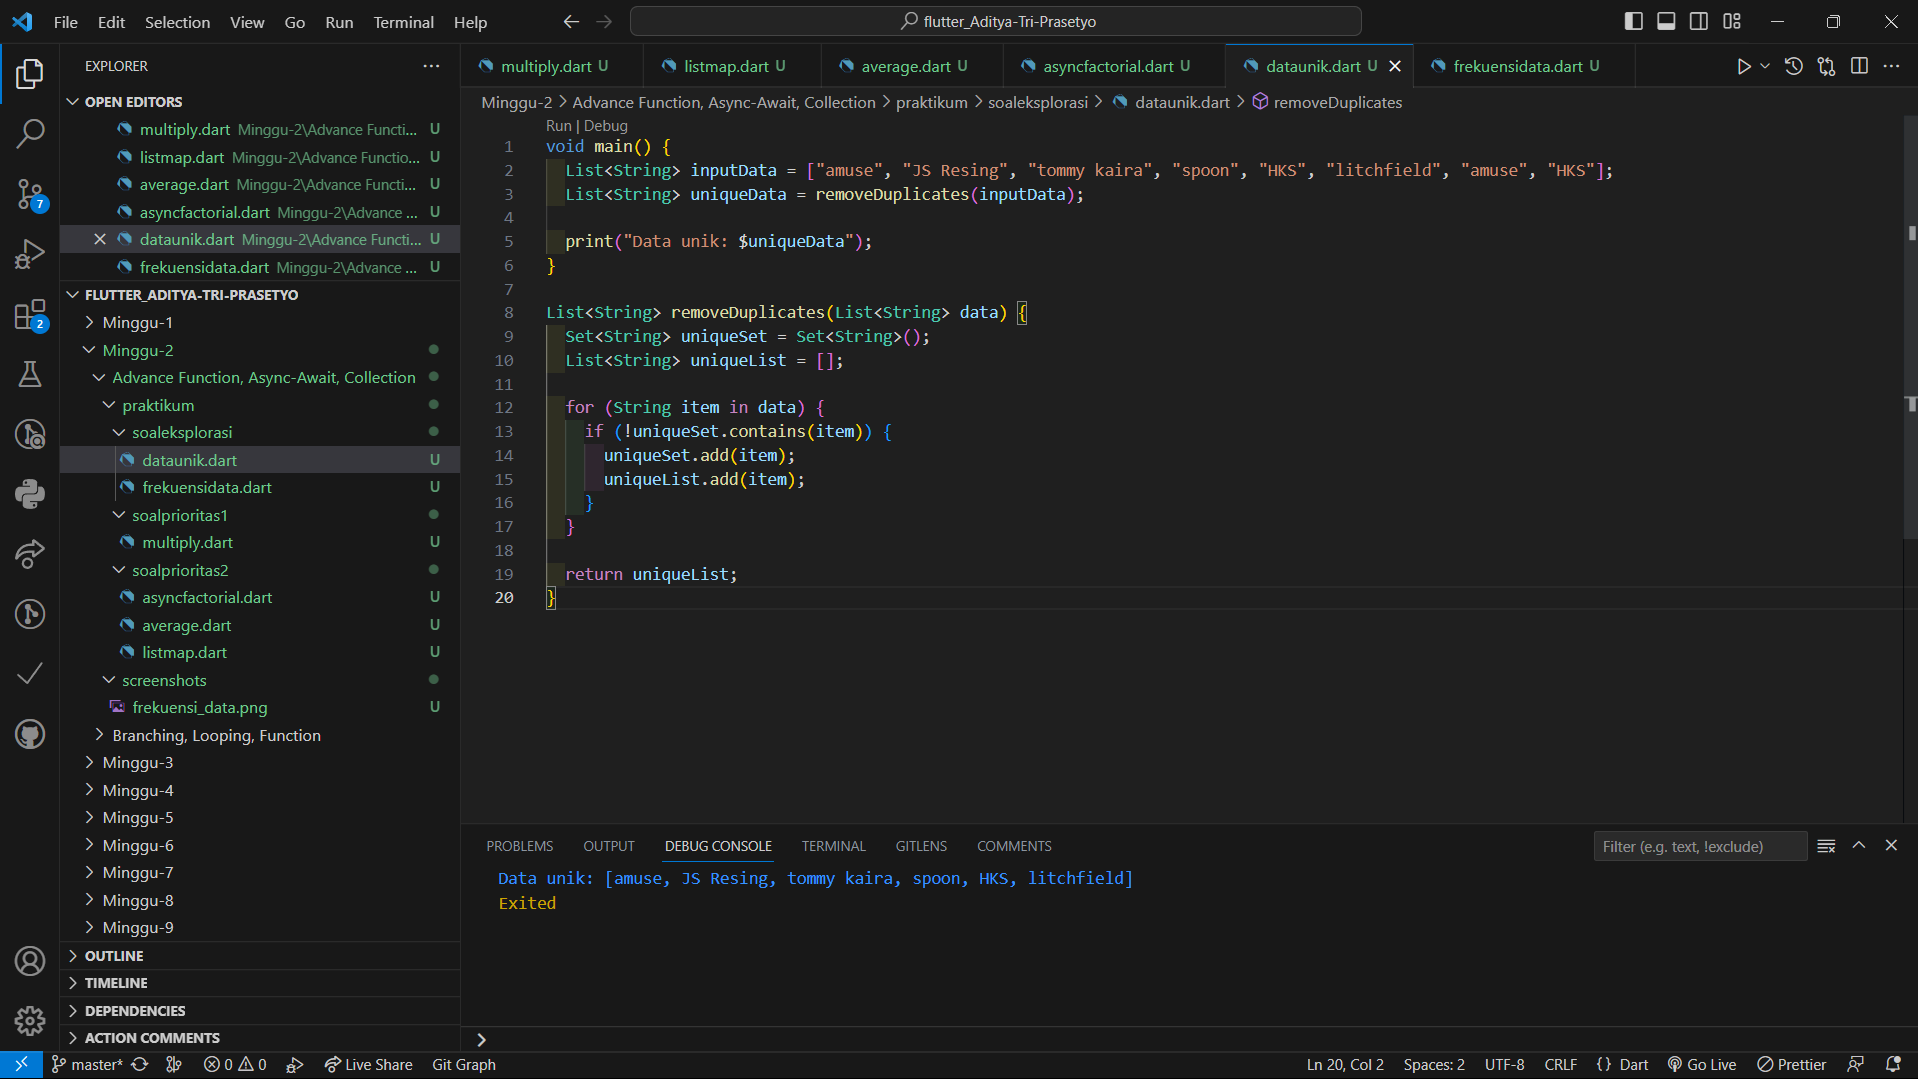 File Edit Selection View Go Run Terminal Help
flutter_Aditya-Tri-Prasetyo
EXPLORER
OPEN EDITORS
multiply.dart Minggu-2\Advance Functi... U
listmap.dart Minggu-2\Advance Functio... U
average.dart Minggu-2\Advance Functi... U
asyncfactorial.dart Minggu-2\Advance ... U
dataunik.dart Minggu-2\Advance Functi... U
frekuensidata.dart Minggu-2\Advance ... U
FLUTTER_ADITYA-TRI-PRASETYO
Minggu-1
Minggu-2
Advance Function, Async-Await, Collection
praktikum
soaleksplorasi
dataunik.dart U
frekuensidata.dart U
soalprioritas1
multiply.dart U
soalprioritas2
asyncfactorial.dart U
average.dart U
listmap.dart U
screenshots
frekuensi_data.png U
Branching, Looping, Function
Minggu-3
Minggu-4
Minggu-5
Minggu-6
Minggu-7
Minggu-8
Minggu-9
OUTLINE
TIMELINE
DEPENDENCIES
ACTION COMMENTS
7
2
multiply.dart U listmap.dart U average.dart U asyncfactorial.dart U dataunik.dart U frekuensidata.dart U
Minggu-2 > Advance Function, Async-Await, Collection > praktikum > soaleksplorasi > dataunik.dart > removeDuplicates
Run | Debug
1 void main() {
2 List<String> inputData = ["amuse", "JS Resing", "tommy kaira", "spoon", "HKS", "litchfield", "amuse", "HKS"];
3 List<String> uniqueData = removeDuplicates(inputData);
4
5 print("Data unik: $uniqueData");
6 }
7
8 List<String> removeDuplicates(List<String> data) {
9 Set<String> uniqueSet = Set<String>();
10 List<String> uniqueList = [];
11
12 for (String item in data) {
13 if (!uniqueSet.contains(item)) {
14 uniqueSet.add(item);
15 uniqueList.add(item);
16 }
17 }
18
19 return uniqueList;
20 }
PROBLEMS OUTPUT DEBUG CONSOLE TERMINAL GITLENS COMMENTS
Filter (e.g. text, !exclude)
Data unik: [amuse, JS Resing, tommy kaira, spoon, HKS, litchfield]
Exited
master* 0 0 Live Share Git Graph
Ln 20, Col 2 Spaces: 2 UTF-8 CRLF {} Dart Go Live Prettier